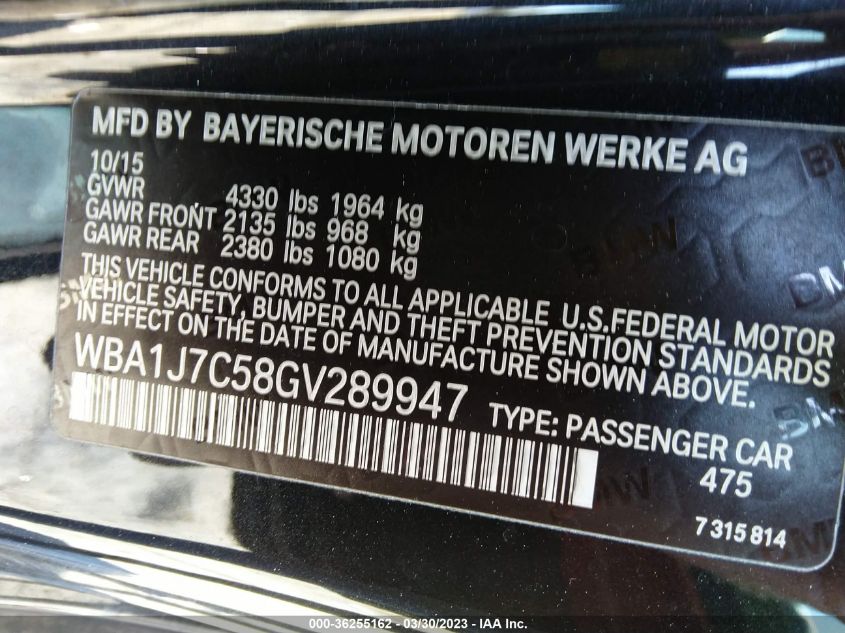 MFD BY BAYERISCHE MOTOREN WERKE AG
10/15
GVWR 4330 lbs 1964 kg
GAWR FRONT 2135 lbs 968 kg
GAWR REAR 2380 lbs 1080 kg
THIS VEHICLE CONFORMS TO ALL APPLICABLE U.S.FEDERAL MOTOR
VEHICLE SAFETY, BUMPER AND THEFT PREVENTION STANDARDS
IN EFFECT ON THE DATE OF MANUFACTURE SHOWN ABOVE.
WBA1J7C58GV289947 TYPE: PASSENGER CAR
475
7 315 814
BMW
000-36255162 - 03/30/2023 - IAA Inc.